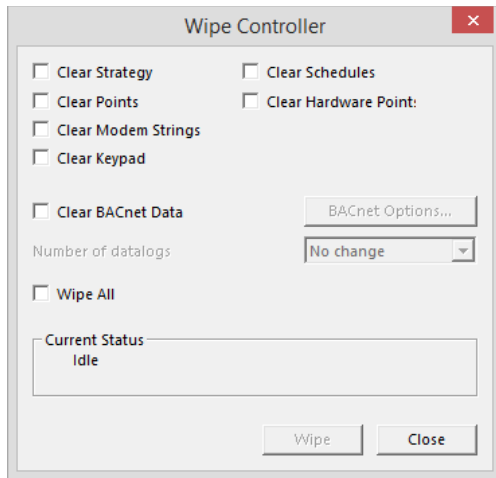 Wipe Controller
Clear Strategy
Clear Schedules
Clear Points
Clear Hardware Points
Clear Modem Strings
Clear Keypad
Clear BACnet Data
BACnet Options...
Number of datalogs
No change
Wipe All
Current Status
Idle
Wipe
Close